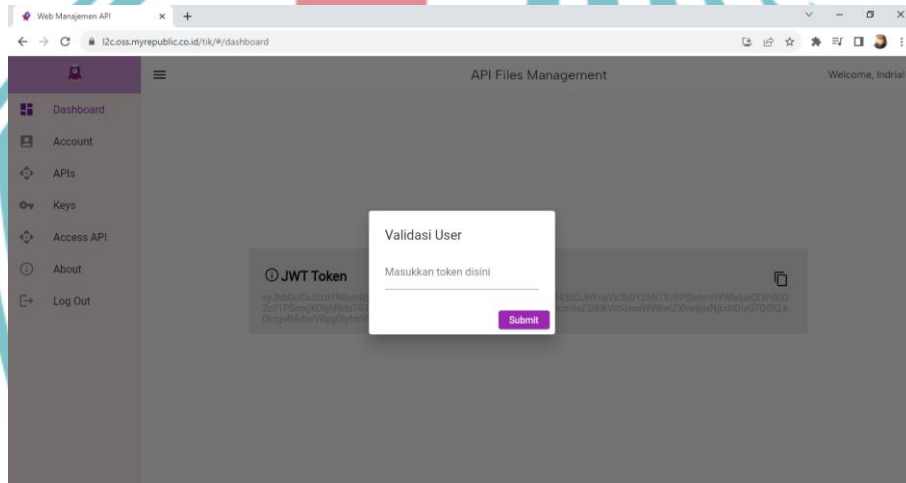 Web Manajemen API
l2c.oss.myrepublic.co.id/tik/#/dashboard
API Files Management
Welcome, Indria!
Dashboard
Account
APIs
Keys
Access API
About
Log Out
Validasi User
Masukkan token disini
Submit
JWT Token